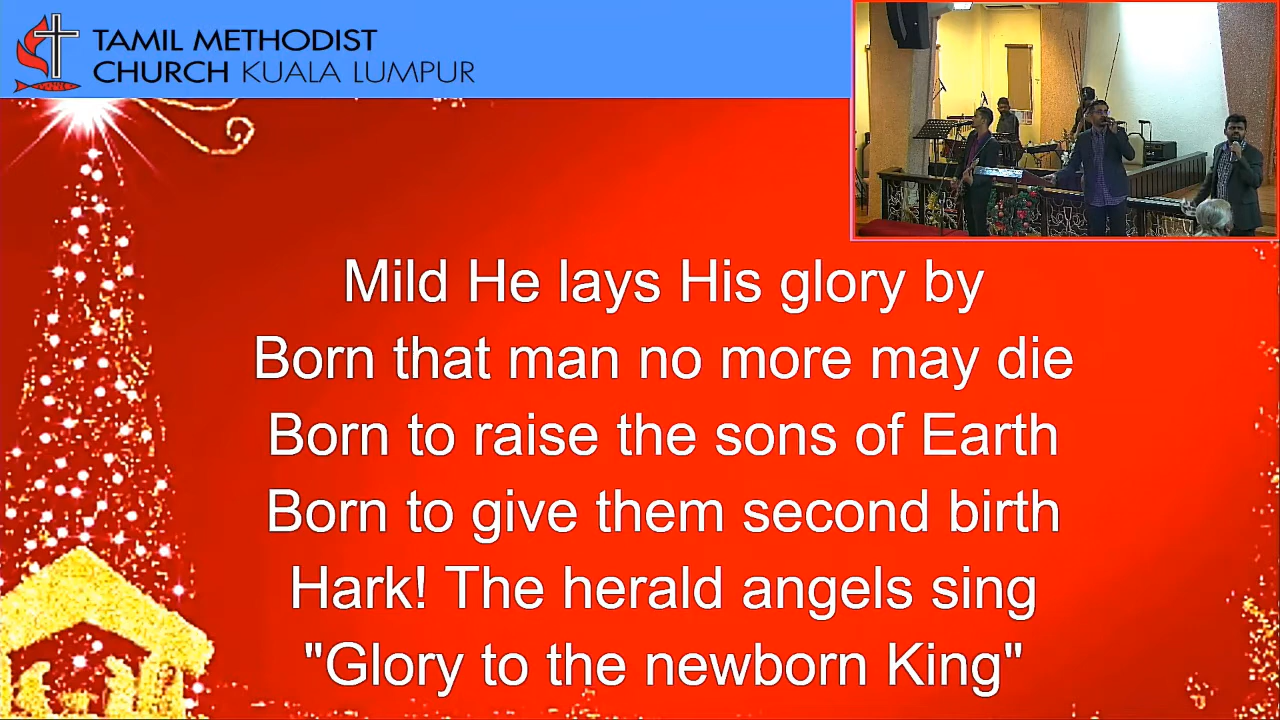 TAMIL METHODIST
CHURCH KUALA LUMPUR
Mild He lays His glory by
Born that man no more may die
Born to raise the sons of Earth
Born to give them second birth
Hark! The herald angels sing
"Glory to the newborn King"